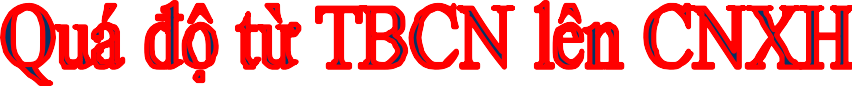 Quá độ từ TBCN lên CNXH